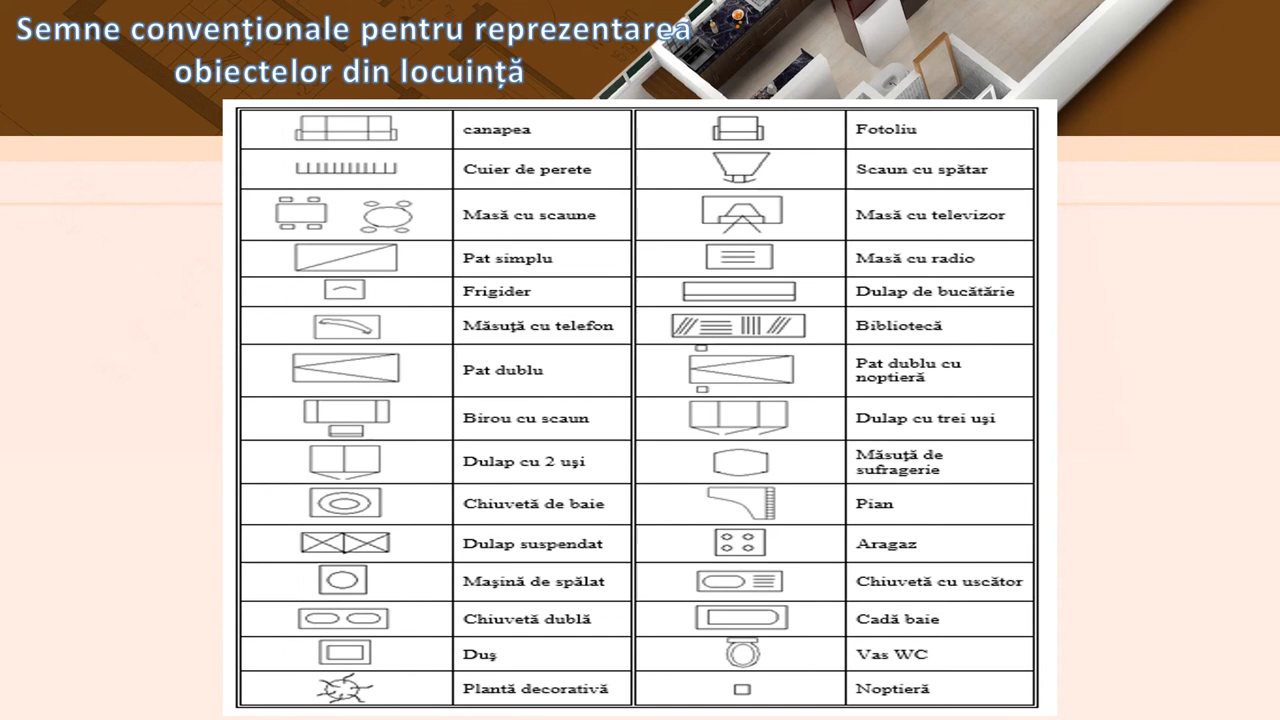 Semne convenționale pentru reprezentarea
obiectelor din locuință
canapea
Fotoliu
Cuier de perete
Scaun cu spătar
Masă cu scaune
Masă cu televizor
Pat simplu
Masă cu radio
Frigider
Dulap de bucătărie
Măsuţă cu telefon
Bibliotecă
Pat dublu
Pat dublu cu
noptieră
Birou cu scaun
Dulap cu trei uşi
Dulap cu 2 uşi
Măsuţă de
sufragerie
Chiuvetă de baie
Pian
Dulap suspendat
Aragaz
Maşină de spălat
Chiuvetă cu uscător
Chiuvetă dublă
Cadă baie
Duş
Vas WC
Plantă decorativă
Noptieră